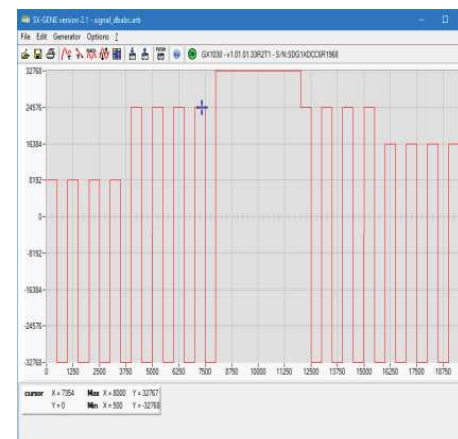 SX-GENE version 2.1 - signal_dbabc.arb
File Edit Generator Options ?
GX1030 - v1.01.01.33R2T1 - S/N:SDG1XDCC6R1968
32768
24576
16384
8192
0
-8192
-16384
-24576
-32768
0 1250 2500 3750 5000 6250 7500 8750 10000 11250 12500 13750 15000 16250 17500 18750
cursor X = 7354 Max X = 8000 Y = 32767
Y = 0 Min X = 500 Y = -32768